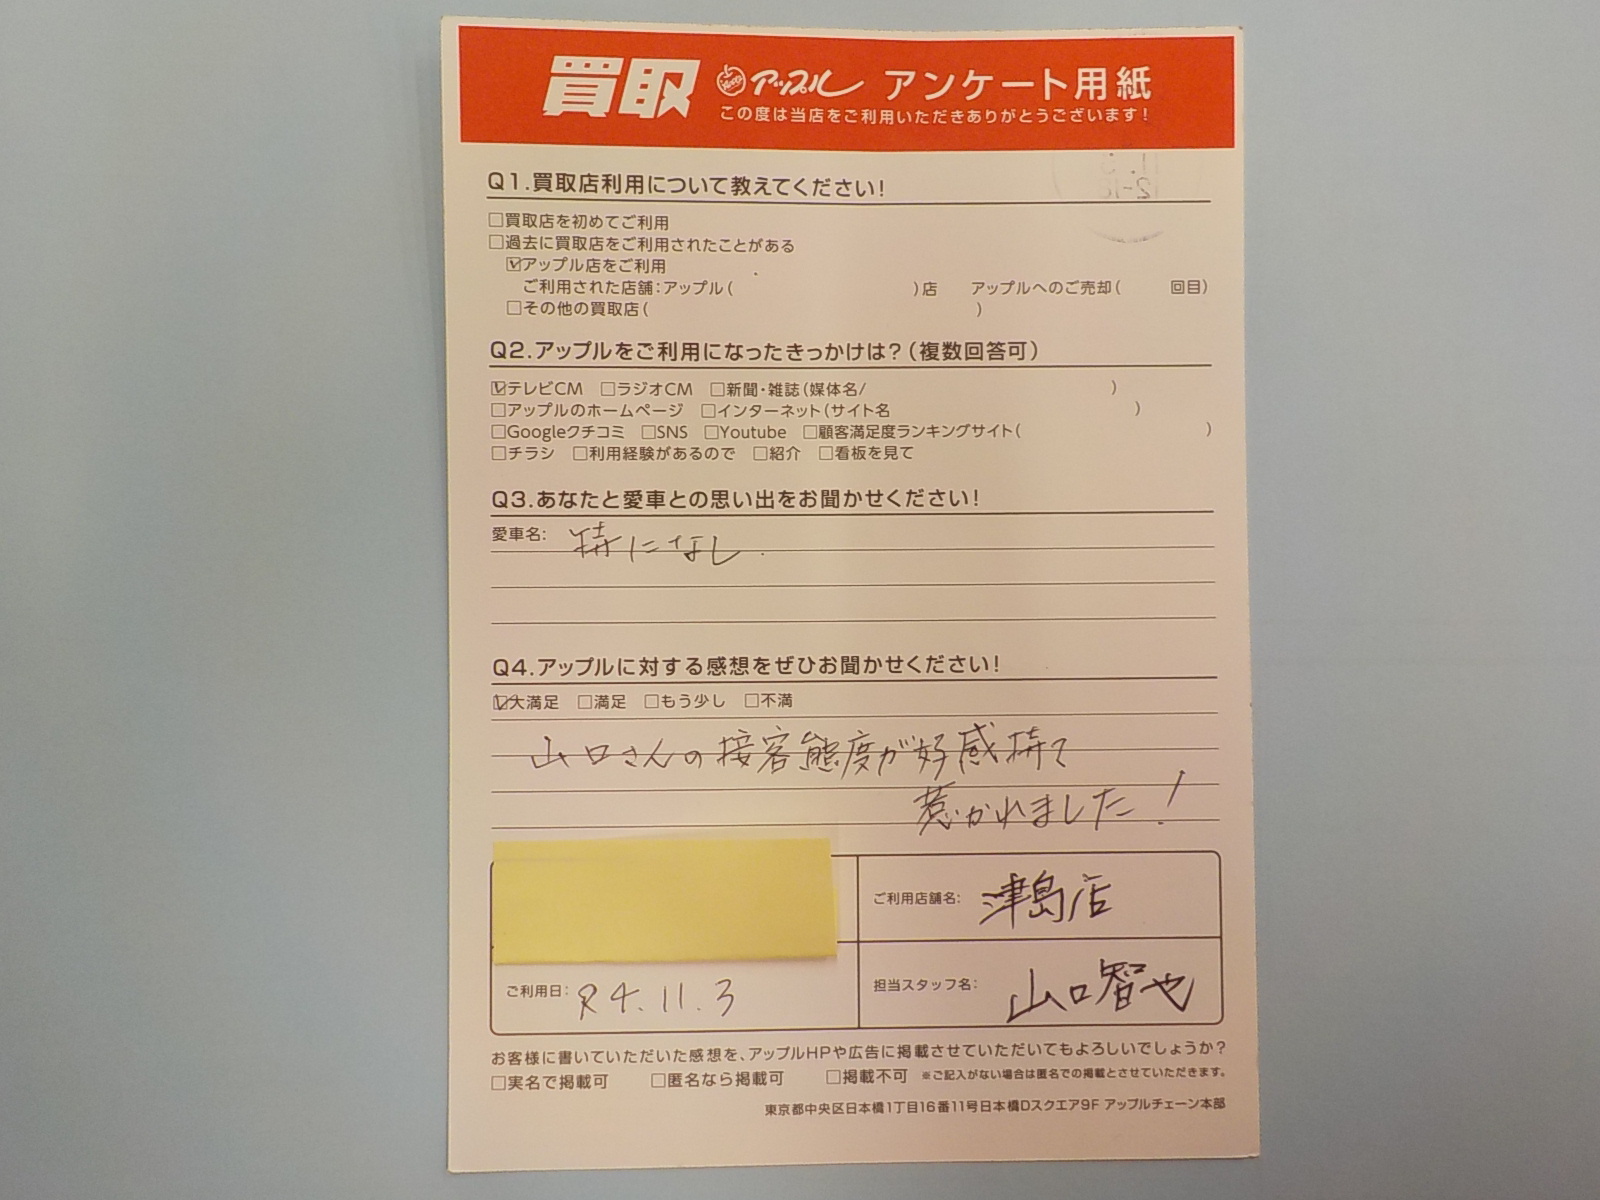 買取 アップル アンケート用紙
この度は当店をご利用いただきありがとうございます!
Q1.買取店利用について教えてください!
□買取店を初めてご利用
□過去に買取店をご利用されたことがある
☑アップル店をご利用
ご利用された店舗:アップル( )店 アップルへのご売却( 回目)
□その他の買取店( )
Q2.アップルをご利用になったきっかけは?(複数回答可)
☑テレビCM □ラジオCM □新聞・雑誌(媒体名/ )
□アップルのホームページ □インターネット(サイト名 )
□Googleクチコミ □SNS □Youtube □顧客満足度ランキングサイト( )
□チラシ □利用経験があるので □紹介 □看板を見て
Q3.あなたと愛車との思い出をお聞かせください!
愛車名: 特になし.
Q4.アップルに対する感想をぜひお聞かせください!
☑大満足 □満足 □もう少し □不満
山口さんの接客態度が好感持て
惹かれました!
ご利用店舗名: 津島店
ご利用日: R4.11.3
担当スタッフ名: 山口智也
お客様に書いていただいた感想を、アップルHPや広告に掲載させていただいてもよろしいでしょうか?
□実名で掲載可 □匿名なら掲載可 □掲載不可 ※ご記入がない場合は匿名での掲載とさせていただきます。
東京都中央区日本橋1丁目16番11号日本橋Dスクエア9F アップルチェーン本部